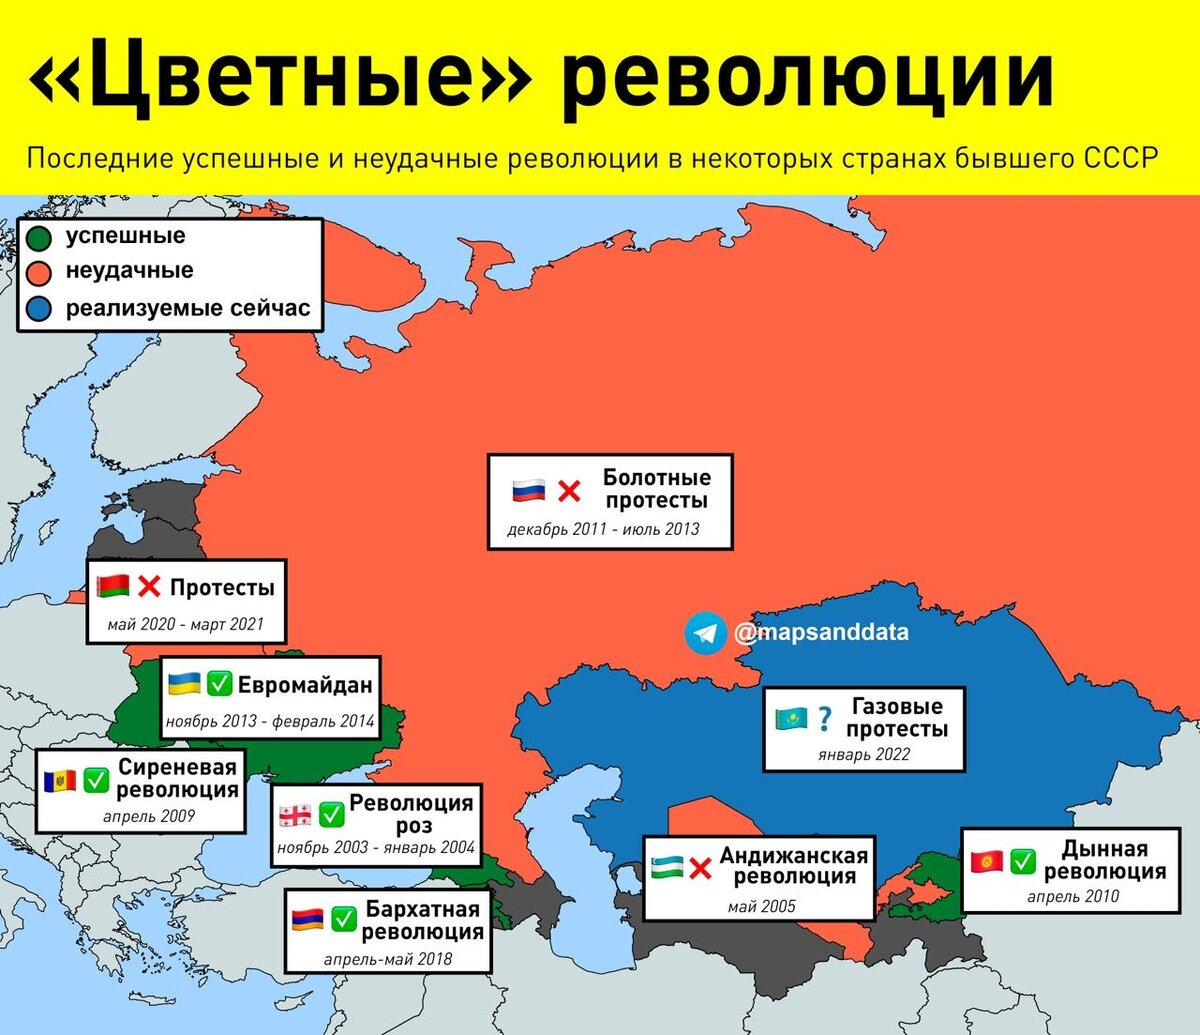 «Цветные» революции
Последние успешные и неудачные революции в некоторых странах бывшего СССР
успешные
неудачные
реализуемые сейчас
Болотные
протесты
декабрь 2011 - июль 2013
Протесты
май 2020 - март 2021
@mapsanddata
Евромайдан
ноябрь 2013 - февраль 2014
?
Газовые
протесты
январь 2022
Сиреневая
революция
апрель 2009
Революция
роз
ноябрь 2003 - январь 2004
Андижанская
революция
май 2005
Дынная
революция
апрель 2010
Бархатная
революция
апрель-май 2018